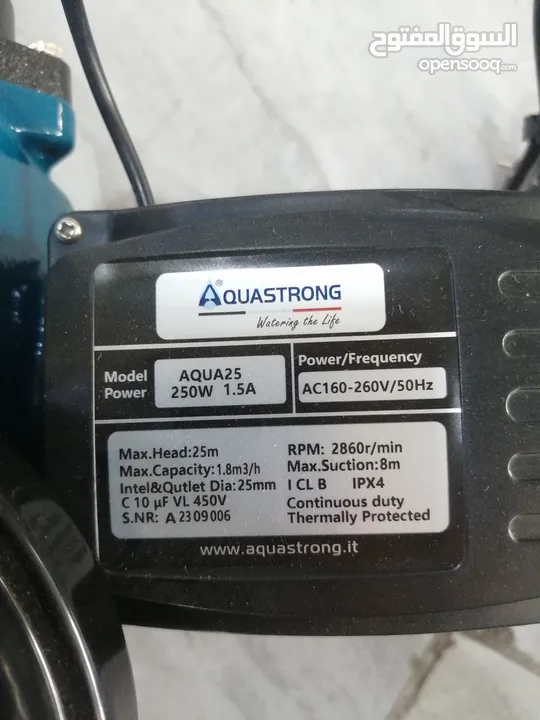 السوق المفتوح
opensooq.com
AQUASTRONG
Watering the Life
Model AQUA25
Power 250W 1.5A
Power/Frequency
AC160-260V/50Hz
Max.Head:25m RPM: 2860r/min
Max.Capacity:1.8m3/h Max.Suction:8m
Intel&Qutlet Dia:25mm I CL B IPX4
C 10 µF VL 450V Continuous duty
S.NR: A 2309006 Thermally Protected
www.aquastrong.it